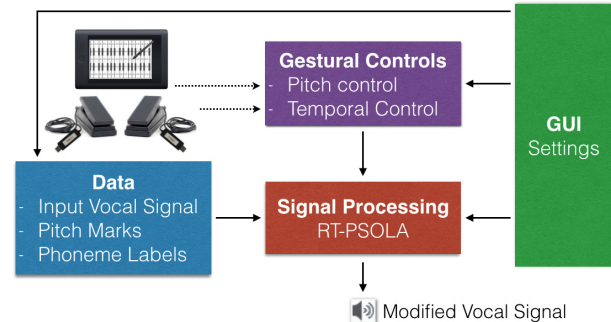 Gestural Controls
- Pitch control
- Temporal Control
GUI
Settings
Data
- Input Vocal Signal
- Pitch Marks
- Phoneme Labels
Signal Processing
RT-PSOLA
Modified Vocal Signal